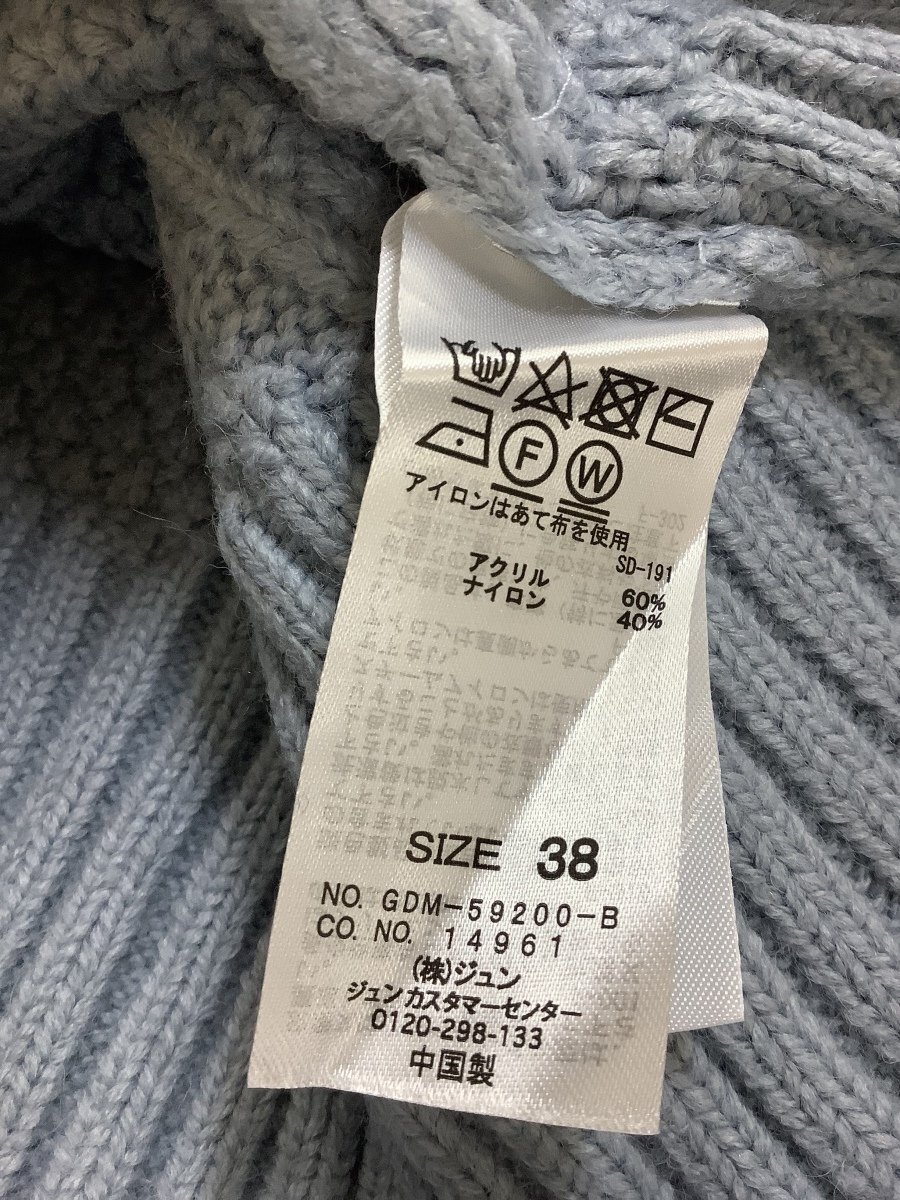 F
W
アイロンはあて布を使用
SD-191
アクリル 60%
ナイロン 40%
SIZE 38
NO. GDM-59200-B
CO. NO. 14961
(株)ジュン
ジュンカスタマーセンター
0120-298-133
中国製